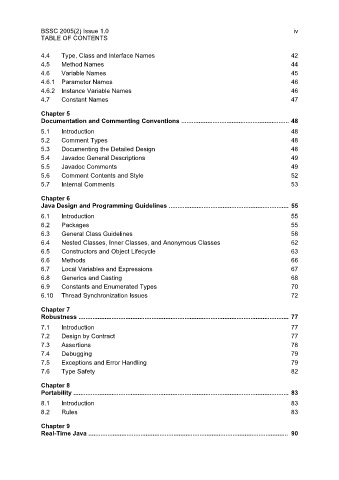 BSSC 2005(2) Issue 1.0 iv
TABLE OF CONTENTS
4.4 Type, Class and Interface Names 42
4.5 Method Names 44
4.6 Variable Names 45
4.6.1 Parameter Names 46
4.6.2 Instance Variable Names 46
4.7 Constant Names 47
Chapter 5
Documentation and Commenting Conventions ................................................ 48
5.1 Introduction 48
5.2 Comment Types 48
5.3 Documenting the Detailed Design 48
5.4 Javadoc General Descriptions 49
5.5 Javadoc Comments 49
5.6 Comment Contents and Style 52
5.7 Internal Comments 53
Chapter 6
Java Design and Programming Guidelines ...................................................... 55
6.1 Introduction 55
6.2 Packages 55
6.3 General Class Guidelines 58
6.4 Nested Classes, Inner Classes, and Anonymous Classes 62
6.5 Constructors and Object Lifecycle 63
6.6 Methods 66
6.7 Local Variables and Expressions 67
6.8 Generics and Casting 68
6.9 Constants and Enumerated Types 70
6.10 Thread Synchronization Issues 72
Chapter 7
Robustness ..................................................................................................... 77
7.1 Introduction 77
7.2 Design by Contract 77
7.3 Assertions 78
7.4 Debugging 79
7.5 Exceptions and Error Handling 79
7.6 Type Safety 82
Chapter 8
Portability ........................................................................................................ 83
8.1 Introduction 83
8.2 Rules 83
Chapter 9
Real-Time Java ................................................................................................ 90